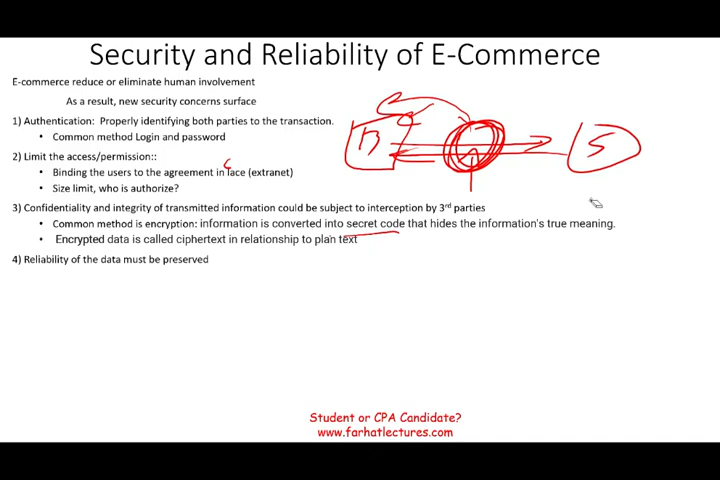 Security and Reliability of E-Commerce
E-commerce reduce or eliminate human involvement
As a result, new security concerns surface
1) Authentication: Properly identifying both parties to the transaction.
• Common method Login and password
2) Limit the access/permission::
• Binding the users to the agreement in lace (extranet)
• Size limit, who is authorize?
3) Confidentiality and integrity of transmitted information could be subject to interception by 3rd parties
• Common method is encryption: information is converted into secret code that hides the information's true meaning.
• Encrypted data is called ciphertext in relationship to plan text
4) Reliability of the data must be preserved
B
S
Student or CPA Candidate?
www.farhatlectures.com